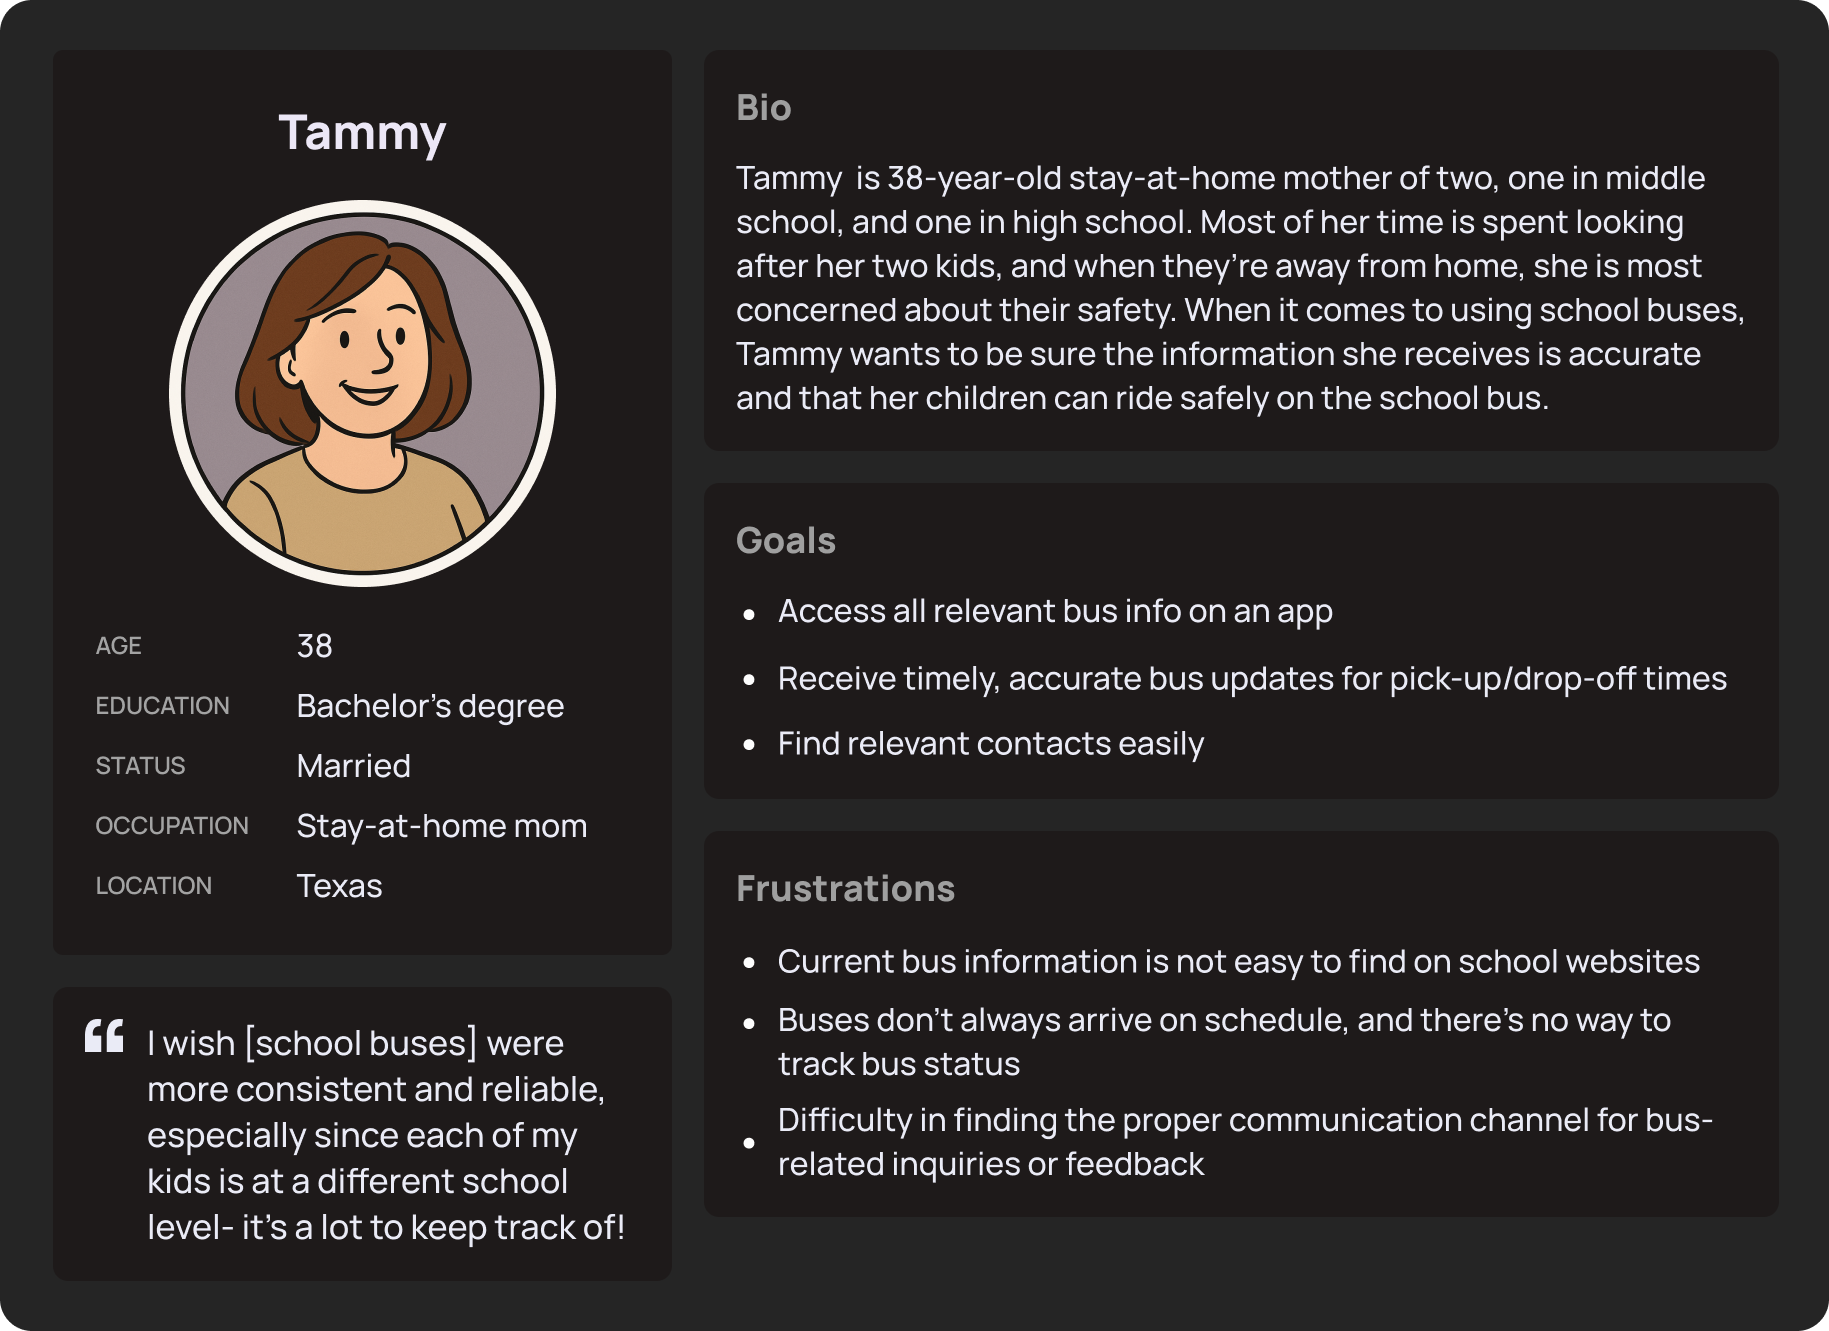 Tammy
AGE 38
EDUCATION Bachelor’s degree
STATUS Married
OCCUPATION Stay-at-home mom
LOCATION Texas
“ I wish [school buses] were
more consistent and reliable,
especially since each of my
kids is at a different school
level- it’s a lot to keep track of!
Bio
Tammy  is 38-year-old stay-at-home mother of two, one in middle
school, and one in high school. Most of her time is spent looking
after her two kids, and when they’re away from home, she is most
concerned about their safety. When it comes to using school buses,
Tammy wants to be sure the information she receives is accurate
and that her children can ride safely on the school bus.
Goals
• Access all relevant bus info on an app
• Receive timely, accurate bus updates for pick-up/drop-off times
• Find relevant contacts easily
Frustrations
• Current bus information is not easy to find on school websites
• Buses don’t always arrive on schedule, and there’s no way to
track bus status
• Difficulty in finding the proper communication channel for bus-
related inquiries or feedback